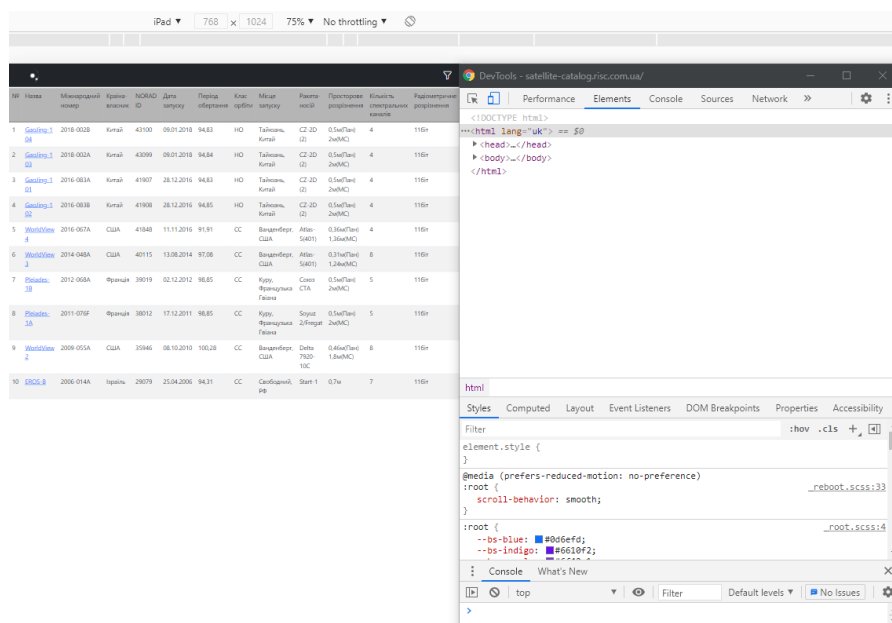 iPad ▼ 768 x 1024 75% ▼ No throttling ▼
DevTools - satellite-catalog.risc.com.ua/
№ Назва Міжнародний номер Країна-власник NORAD ID Дата запуску Період обертання Клас орбіти Місце запуску Ракета-носій Просторове розрізнення Кількість спектральних каналів Радіометричне розрізнення
1 GaoJing-1 04 2018-002B Китай 43100 09.01.2018 94,83 НО Тайюань, Китай CZ-2D (2) 0,5м(Пан) 2м(МС) 4 11біт
2 GaoJing-1 03 2018-002A Китай 43099 09.01.2018 94,84 НО Тайюань, Китай CZ-2D (2) 0,5м(Пан) 2м(МС) 4 11біт
3 GaoJing-1 01 2016-083A Китай 41907 28.12.2016 94,83 НО Тайюань, Китай CZ-2D (2) 0,5м(Пан) 2м(МС) 4 11біт
4 GaoJing-1 02 2016-083B Китай 41908 28.12.2016 94,85 НО Тайюань, Китай CZ-2D (2) 0,5м(Пан) 2м(МС) 4 11біт
5 WorldView 4 2016-067A США 41848 11.11.2016 91,91 СС Ванденберг, США Atlas-5(401) 0,36м(Пан) 1.36м(МС) 4 11біт
6 WorldView 3 2014-048A США 40115 13.08.2014 97,08 СС Ванденберг, США Atlas-5(401) 0,31м(Пан) 1,24м(МС) 8 11біт
7 Pleiades-1B 2012-068A Франція 39019 02.12.2012 98,85 СС Куру, Французька Гвіана Союз СТА 0,5м(Пан) 2м(МС) 5 11біт
8 Pleiades-1A 2011-076F Франція 38012 17.12.2011 98,85 СС Куру, Французька Гвіана Soyuz 2/Fregat 0,5м(Пан) 2м(МС) 5 11біт
9 WorldView 2 2009-055A США 35946 08.10.2010 100,28 СС Ванденберг, США Delta 7920-10C 0,46м(Пан) 1,8м(МС) 8 11біт
10 EROS-B 2006-014A Ізраїль 29079 25.04.2006 94,31 СС Свободний, рф Start-1 0,7м 7 11біт
Performance Elements Console Sources Network »
<!DOCTYPE html>
···<html lang="uk"> == $0
▶<head>…</head>
▶<body>…</body>
</html>
html
Styles Computed Layout Event Listeners DOM Breakpoints Properties Accessibility
Filter :hov .cls +
element.style {
}
@media (prefers-reduced-motion: no-preference)
:root { _reboot.scss:33
scroll-behavior: smooth;
}
:root { _root.scss:4
--bs-blue: #0d6efd;
--bs-indigo: #6610f2;
Console What's New
top ▼ Filter Default levels ▼ No Issues